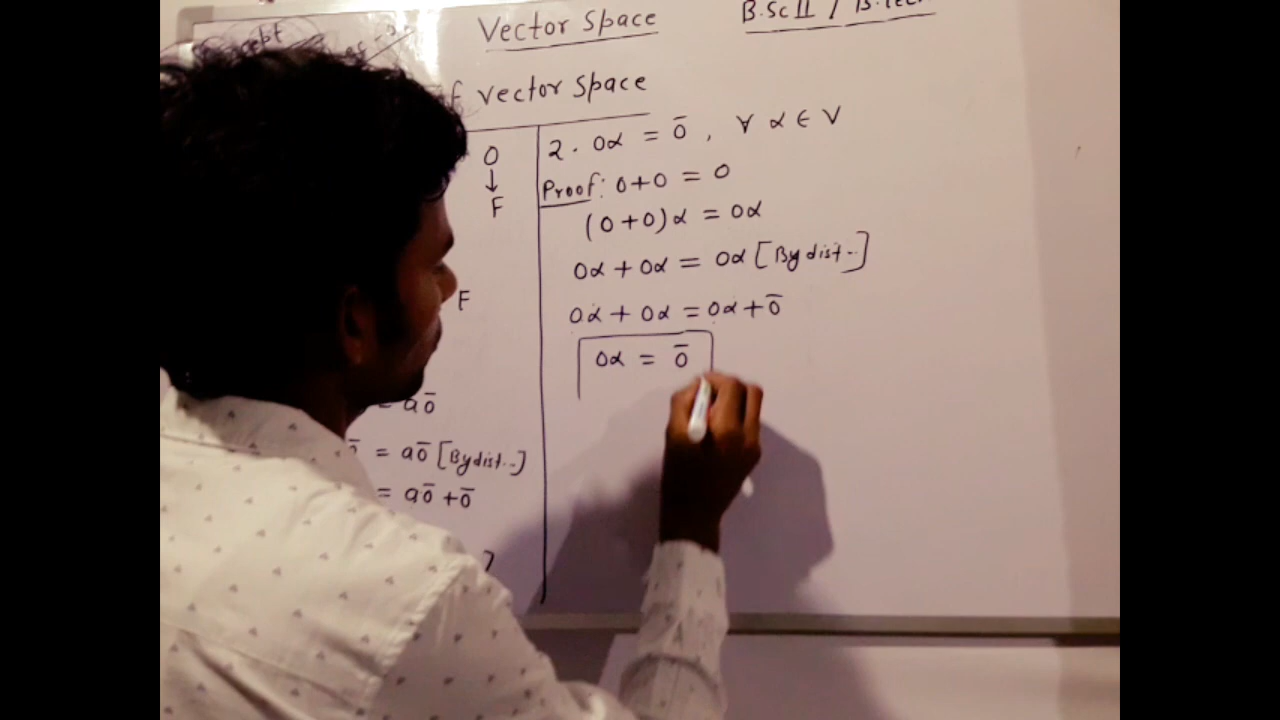 Vector Space
B.Sc II /
f vector space
0
↓
F
F
= a0̄
= a0̄ [By dist..]
= a0̄ + 0̄
2. 0α = 0̄ , ∀ α ∈ V
Proof: 0+0 = 0
(0+0)α = 0α
0α + 0α = 0α [By dist..]
0α + 0α = 0α + 0̄
0α = 0̄